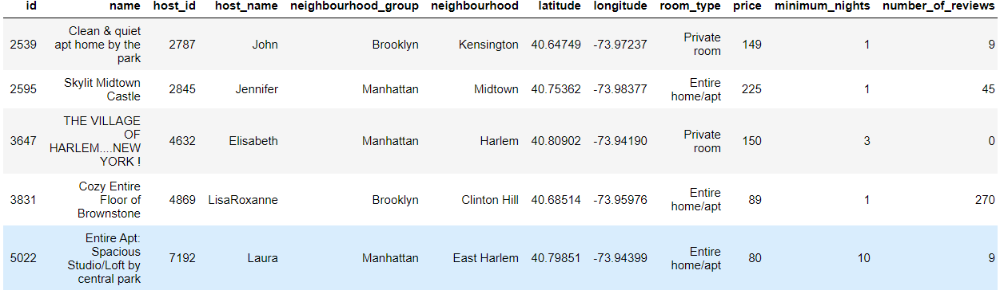 id name host_id host_name neighbourhood_group neighbourhood latitude longitude room_type price minimum_nights number_of_reviews
Clean & quiet
apt home by the
park
2539 2787 John Brooklyn Kensington 40.64749 -73.97237
Private
room
149 1 9
Skylit Midtown
Castle
2595 2845 Jennifer Manhattan Midtown 40.75362 -73.98377
Entire
home/apt
225 1 45
THE VILLAGE
OF
HARLEM....NEW
YORK !
3647 4632 Elisabeth Manhattan Harlem 40.80902 -73.94190
Private
room
150 3 0
Cozy Entire
Floor of
Brownstone
3831 4869 LisaRoxanne Brooklyn Clinton Hill 40.68514 -73.95976
Entire
home/apt
89 1 270
Entire Apt:
Spacious
Studio/Loft by
central park
5022 7192 Laura Manhattan East Harlem 40.79851 -73.94399
Entire
home/apt
80 10 9